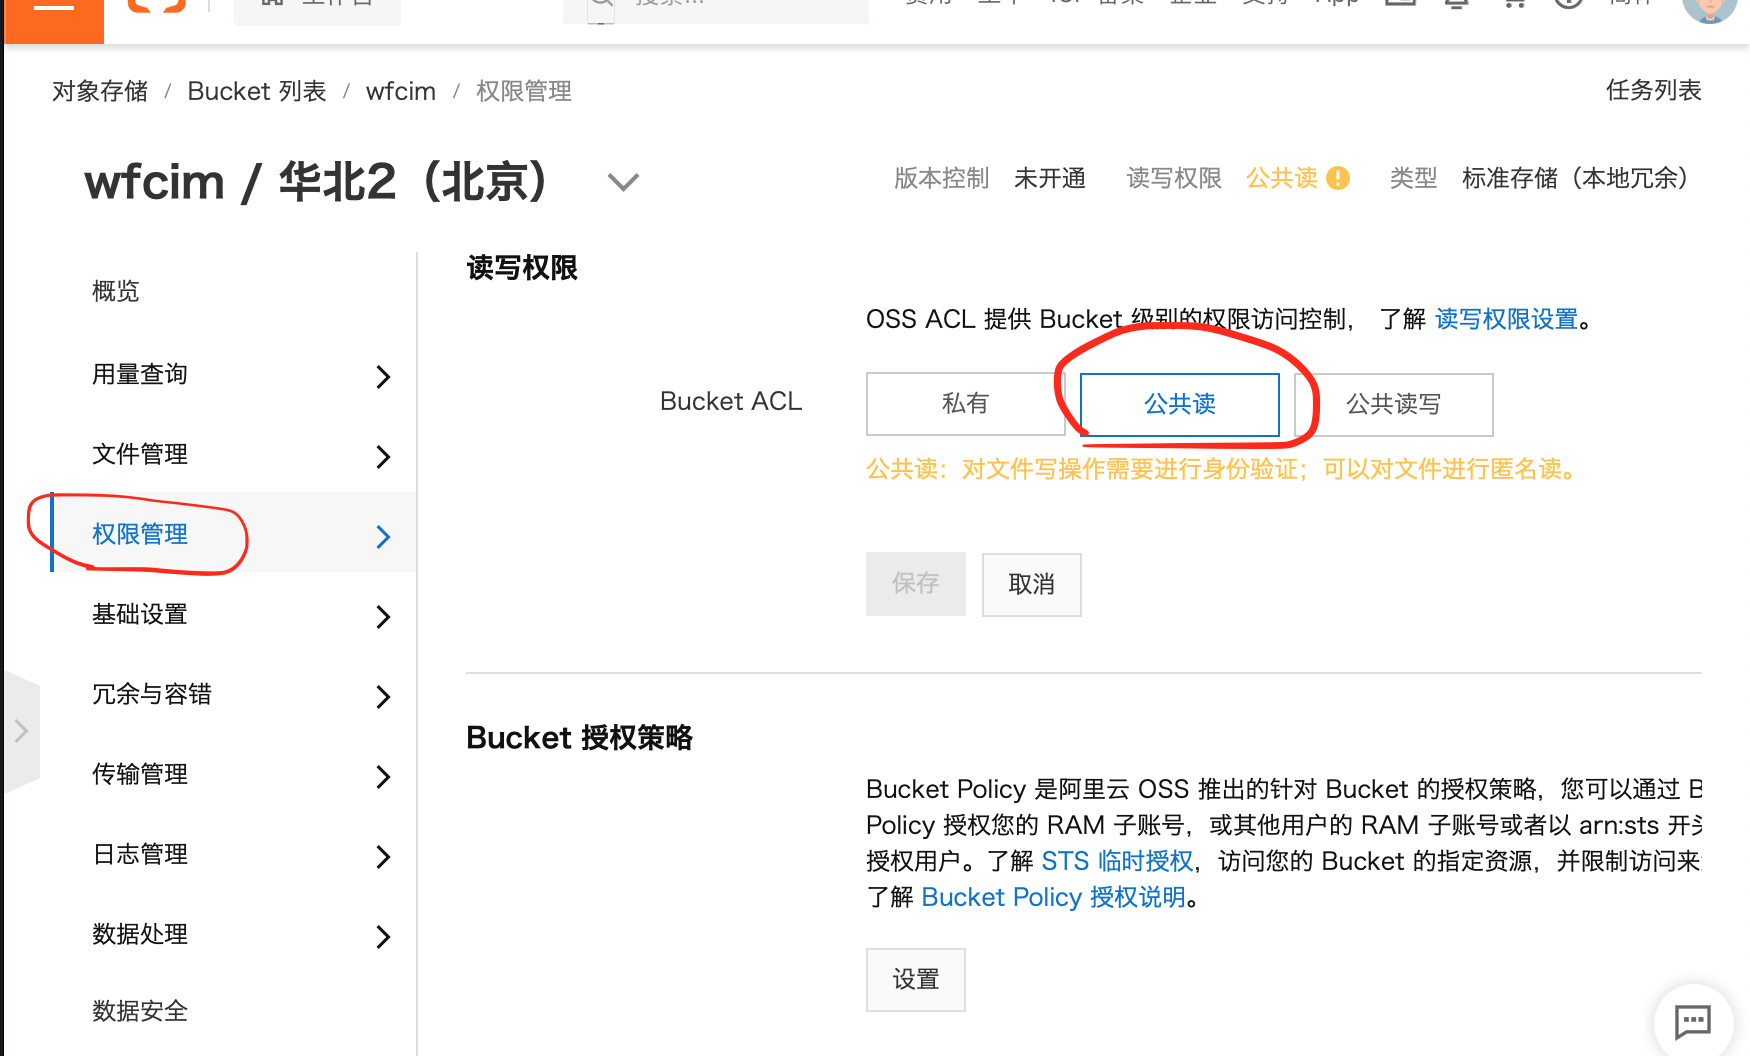 对象存储 / Bucket 列表 / wfcim / 权限管理
任务列表
wfcim / 华北2（北京）
版本控制 未开通 读写权限 公共读 类型 标准存储（本地冗余）
概览
用量查询
文件管理
权限管理
基础设置
冗余与容错
传输管理
日志管理
数据处理
数据安全
读写权限
OSS ACL 提供 Bucket 级别的权限访问控制， 了解 读写权限设置。
Bucket ACL
私有
公共读
公共读写
公共读：对文件写操作需要进行身份验证；可以对文件进行匿名读。
保存
取消
Bucket 授权策略
Bucket Policy 是阿里云 OSS 推出的针对 Bucket 的授权策略，您可以通过 B
Policy 授权您的 RAM 子账号，或其他用户的 RAM 子账号或者以 arn:sts 开头
授权用户。了解 STS 临时授权，访问您的 Bucket 的指定资源，并限制访问来
了解 Bucket Policy 授权说明。
设置